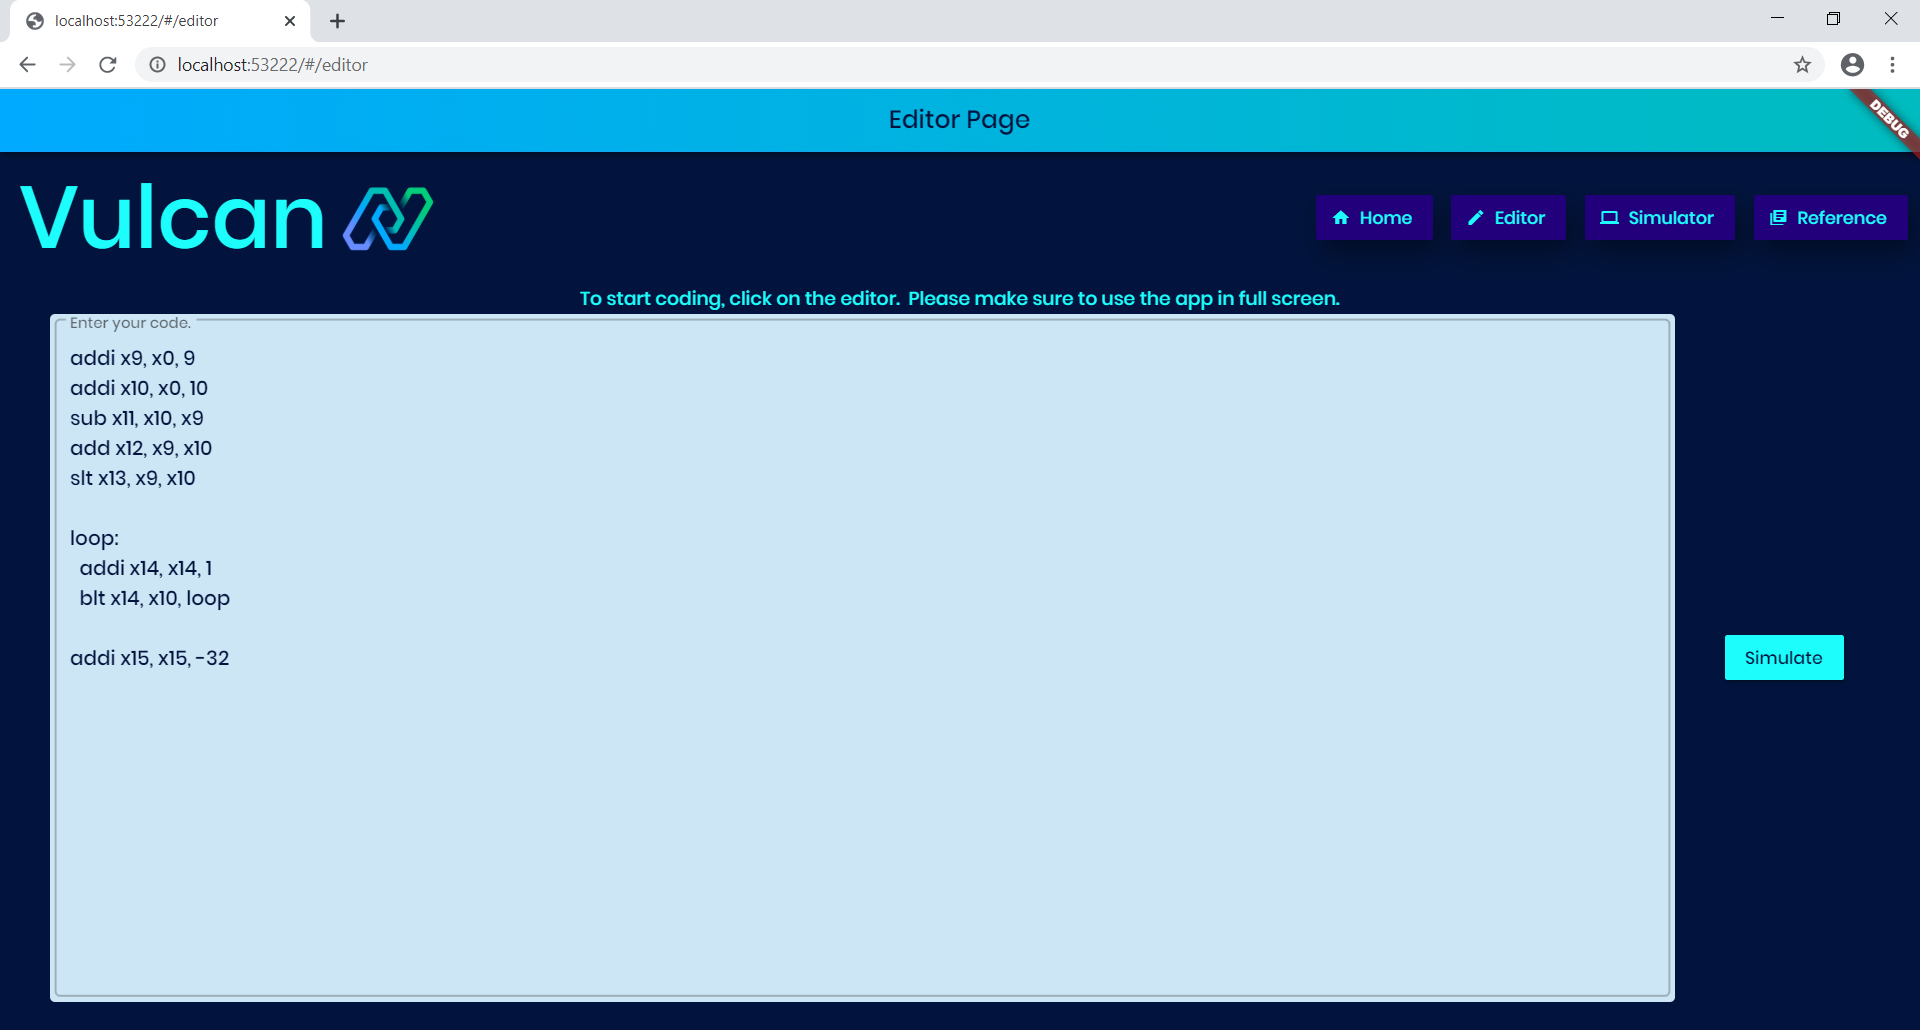 localhost:53222/#/editor
localhost:53222/#/editor
Editor Page
DEBUG
Vulcan
Home
Editor
Simulator
Reference
To start coding, click on the editor.  Please make sure to use the app in full screen.
Enter your code.
addi x9, x0, 9
addi x10, x0, 10
sub x11, x10, x9
add x12, x9, x10
slt x13, x9, x10
loop:
  addi x14, x14, 1
  blt x14, x10, loop
addi x15, x15, -32
Simulate